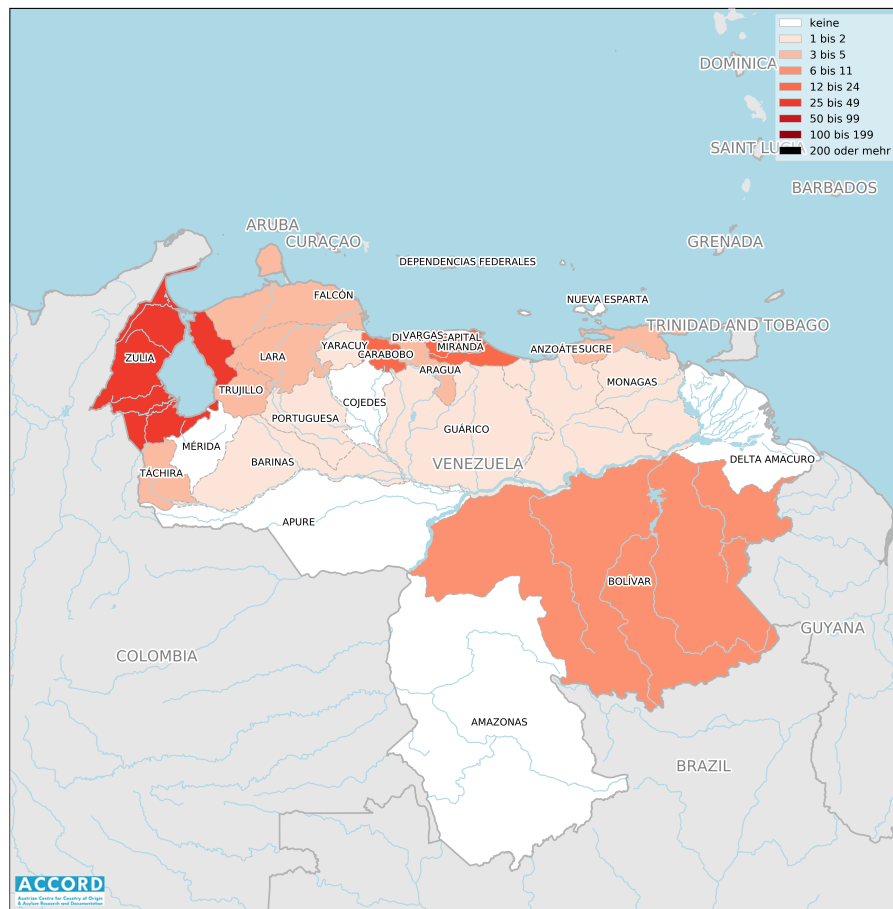 keine
1 bis 2
3 bis 5
6 bis 11
12 bis 24
25 bis 49
50 bis 99
100 bis 199
200 oder mehr
DOMINICA
SAINT LUCIA
BARBADOS
ARUBA
CURAÇAO
GRENADA
DEPENDENCIAS FEDERALES
FALCÓN
NUEVA ESPARTA
TRINIDAD AND TOBAGO
VARGAS
CAPITAL
YARACUY
MIRANDA
ZULIA
LARA
CARABOBO
ANZOÁTE
SUCRE
ARAGUA
TRUJILLO
MONAGAS
COJEDES
PORTUGUESA
GUÁRICO
MÉRIDA
BARINAS
VENEZUELA
DELTA AMACURO
TÁCHIRA
APURE
BOLÍVAR
GUYANA
COLOMBIA
AMAZONAS
BRAZIL
ACCORD
Austrian Centre for Country of Origin
& Asylum Research and Documentation